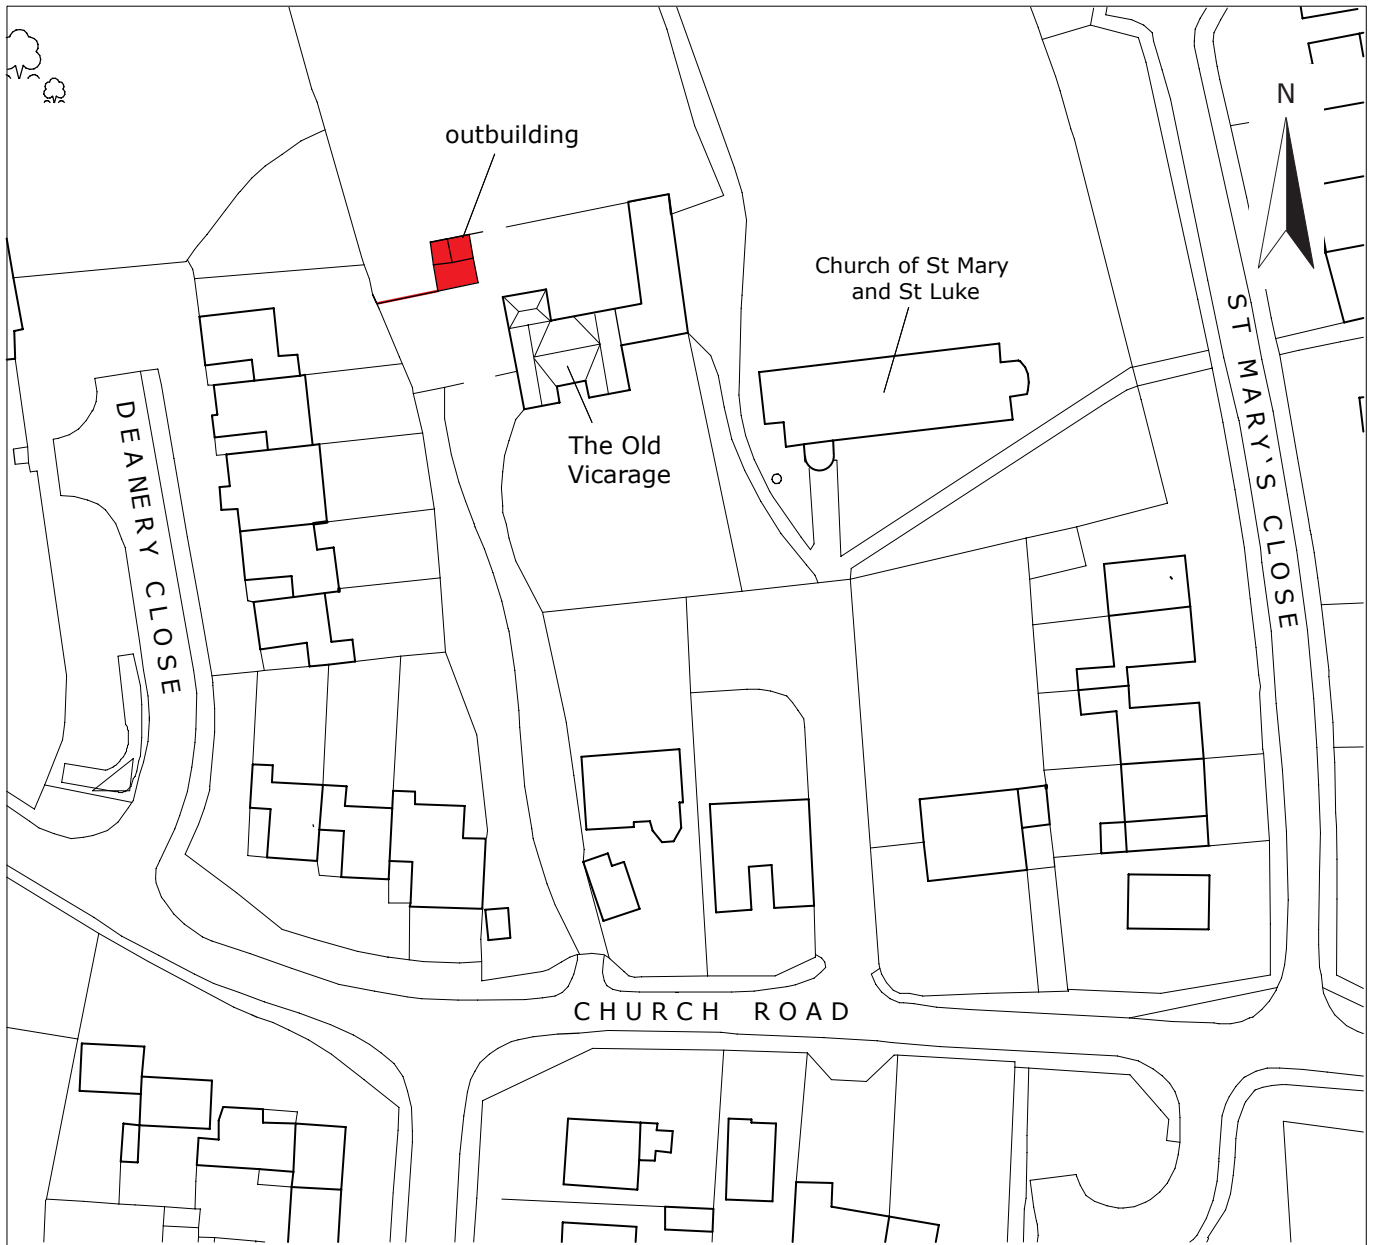 N
outbuilding
Church of St Mary
and St Luke
ST MARY'S CLOSE
DEANERY CLOSE
The Old
Vicarage
CHURCH ROAD